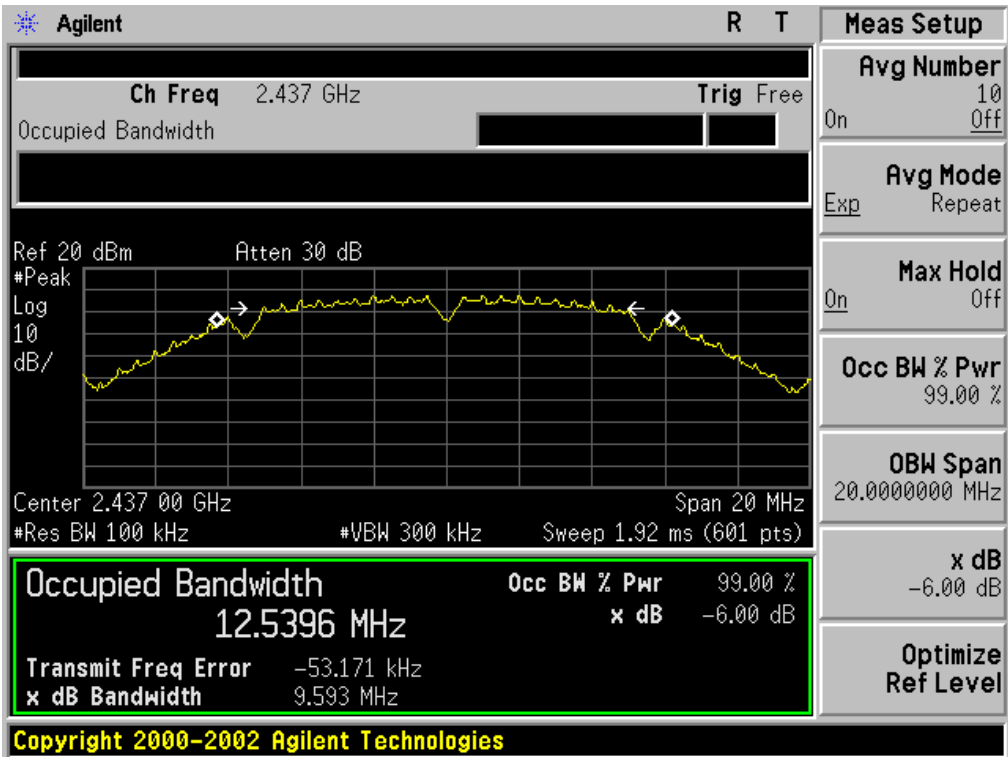 Agilent R T
Ch Freq 2.437 GHz Trig Free
Occupied Bandwidth
Ref 20 dBm Atten 30 dB
#Peak
Log
10
dB/
Center 2.437 00 GHz Span 20 MHz
#Res BW 100 kHz #VBW 300 kHz Sweep 1.92 ms (601 pts)
Occupied Bandwidth Occ BW % Pwr 99.00 %
12.5396 MHz x dB -6.00 dB
Transmit Freq Error -53.171 kHz
x dB Bandwidth 9.593 MHz
Copyright 2000-2002 Agilent Technologies
Meas Setup
Avg Number
10
On Off
Avg Mode
Exp Repeat
Max Hold
On Off
Occ BW % Pwr
99.00 %
OBW Span
20.0000000 MHz
x dB
-6.00 dB
Optimize
Ref Level